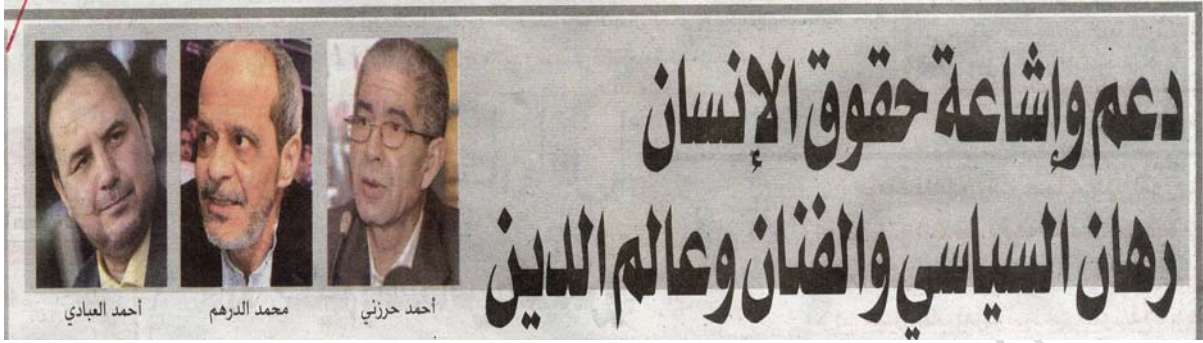 دعم وإشاعة حقوق الإنسان
رهان السياسي والفنان وعالم الدين
أحمد حرزني
محمد الدرهم
أحمد العبادي